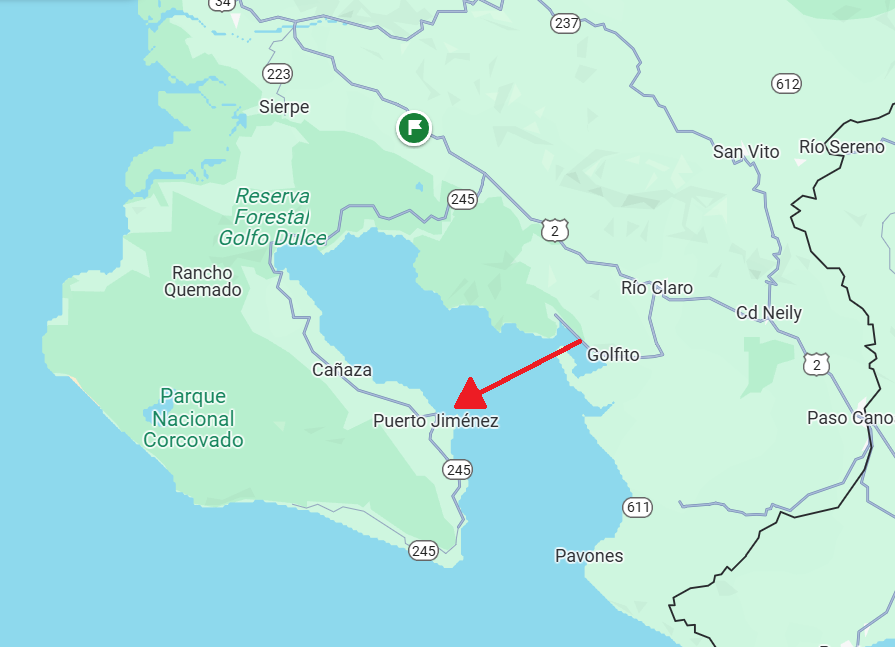 34
237
223
612
Sierpe
San Vito
Río Sereno
Reserva
Forestal
Golfo Dulce
245
2
Rancho
Quemado
Río Claro
Cd Neily
Golfito
Cañaza
2
Parque
Nacional
Corcovado
Puerto Jiménez
Paso Cano
245
611
245
Pavones